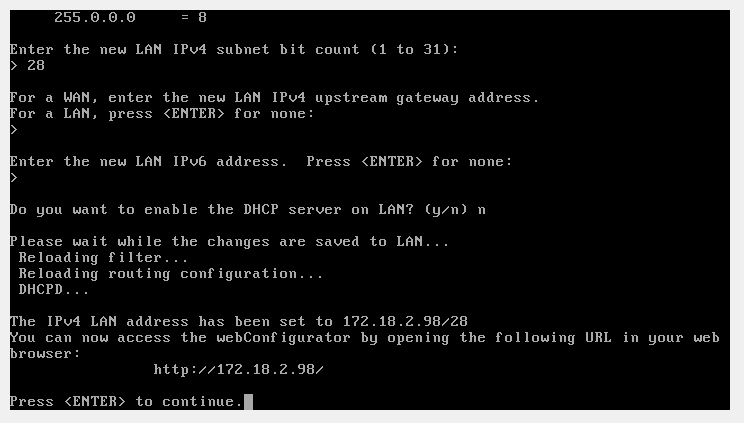 255.0.0.0     = 8
Enter the new LAN IPv4 subnet bit count (1 to 31):
> 28
For a WAN, enter the new LAN IPv4 upstream gateway address.
For a LAN, press <ENTER> for none:
>
Enter the new LAN IPv6 address.  Press <ENTER> for none:
>
Do you want to enable the DHCP server on LAN? (y/n) n
Please wait while the changes are saved to LAN...
Reloading filter...
Reloading routing configuration...
DHCPD...
The IPv4 LAN address has been set to 172.18.2.98/28
You can now access the webConfigurator by opening the following URL in your web
browser:
http://172.18.2.98/
Press <ENTER> to continue.